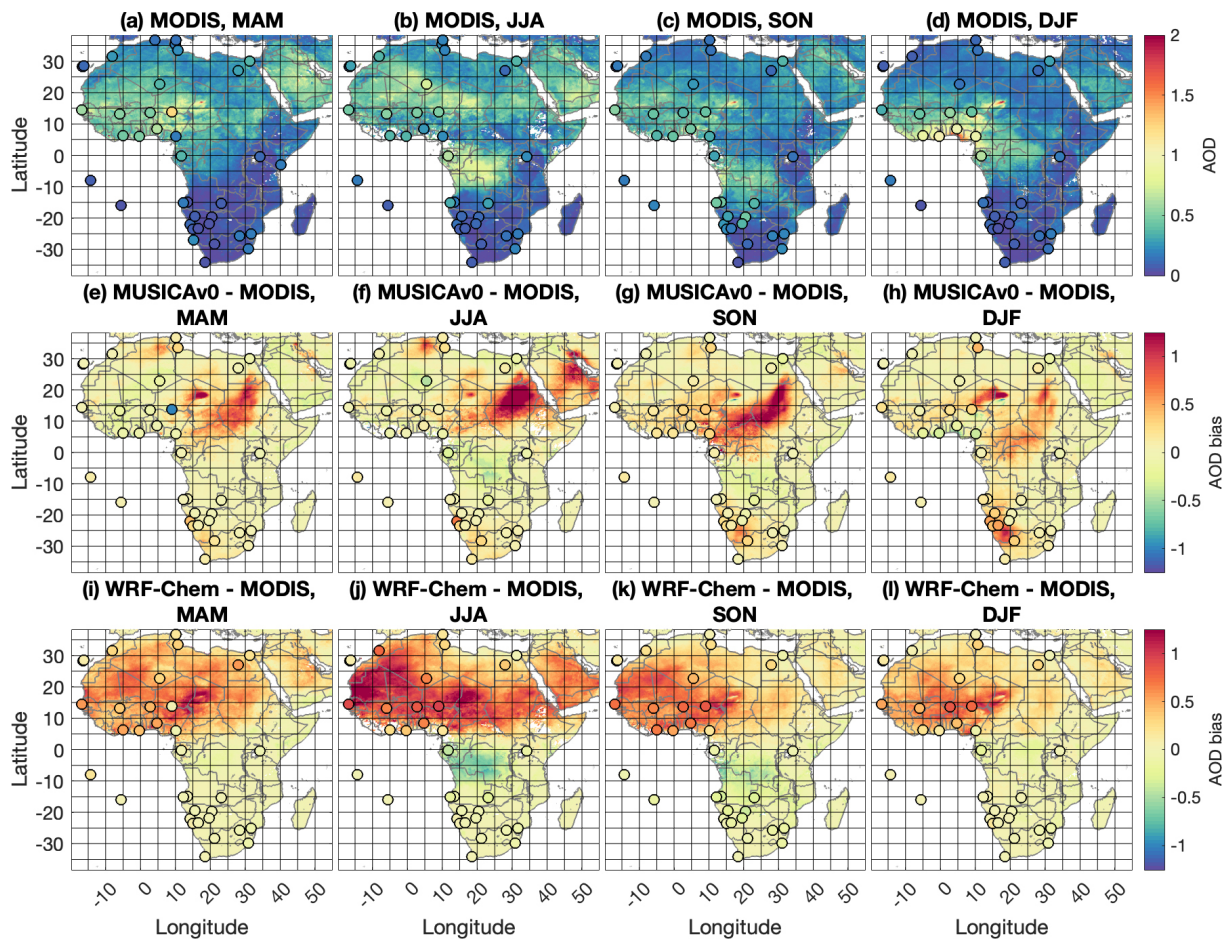 (a) MODIS, MAM
(b) MODIS, JJA
(c) MODIS, SON
(d) MODIS, DJF
30
20
10
0
-10
-20
-30
Latitude
2
1.5
1
0.5
0
AOD
(e) MUSICAv0 - MODIS,
MAM
(f) MUSICAv0 - MODIS,
JJA
(g) MUSICAv0 - MODIS,
SON
(h) MUSICAv0 - MODIS,
DJF
30
20
10
0
-10
-20
-30
Latitude
1
0.5
0
-0.5
-1
AOD bias
(i) WRF-Chem - MODIS,
MAM
(j) WRF-Chem - MODIS,
JJA
(k) WRF-Chem - MODIS,
SON
(l) WRF-Chem - MODIS,
DJF
30
20
10
0
-10
-20
-30
Latitude
1
0.5
0
-0.5
-1
AOD bias
-10 0 10 20 30 40 50
-10 0 10 20 30 40 50
-10 0 10 20 30 40 50
-10 0 10 20 30 40 50
Longitude
Longitude
Longitude
Longitude